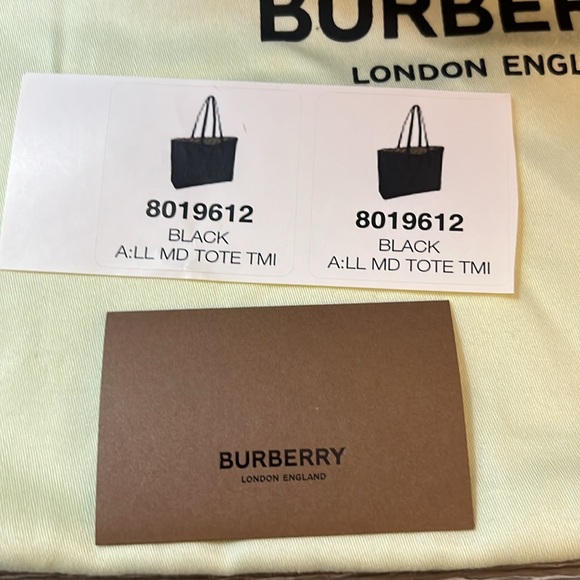 BURBER
LONDON ENGL
8019612
BLACK
A:LL MD TOTE TMI
8019612
BLACK
A:LL MD TOTE TMI
BURBERRY
LONDON ENGLAND